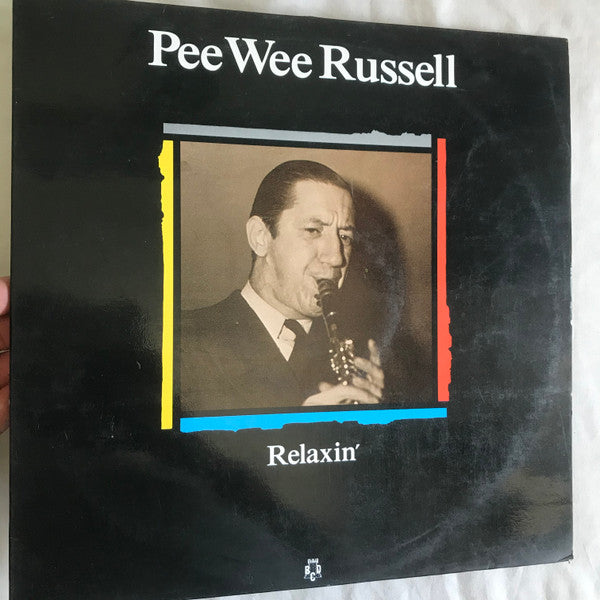 Pee Wee Russell
Relaxin'
B D
C